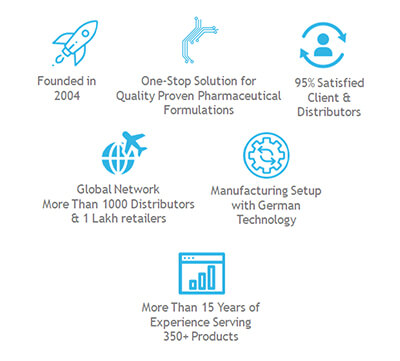 Founded in
2004
One-Stop Solution for
Quality Proven Pharmaceutical
Formulations
95% Satisfied
Client &
Distributors
Global Network
More Than 1000 Distributors
& 1 Lakh retailers
Manufacturing Setup
with German
Technology
More Than 15 Years of
Experience Serving
350+ Products